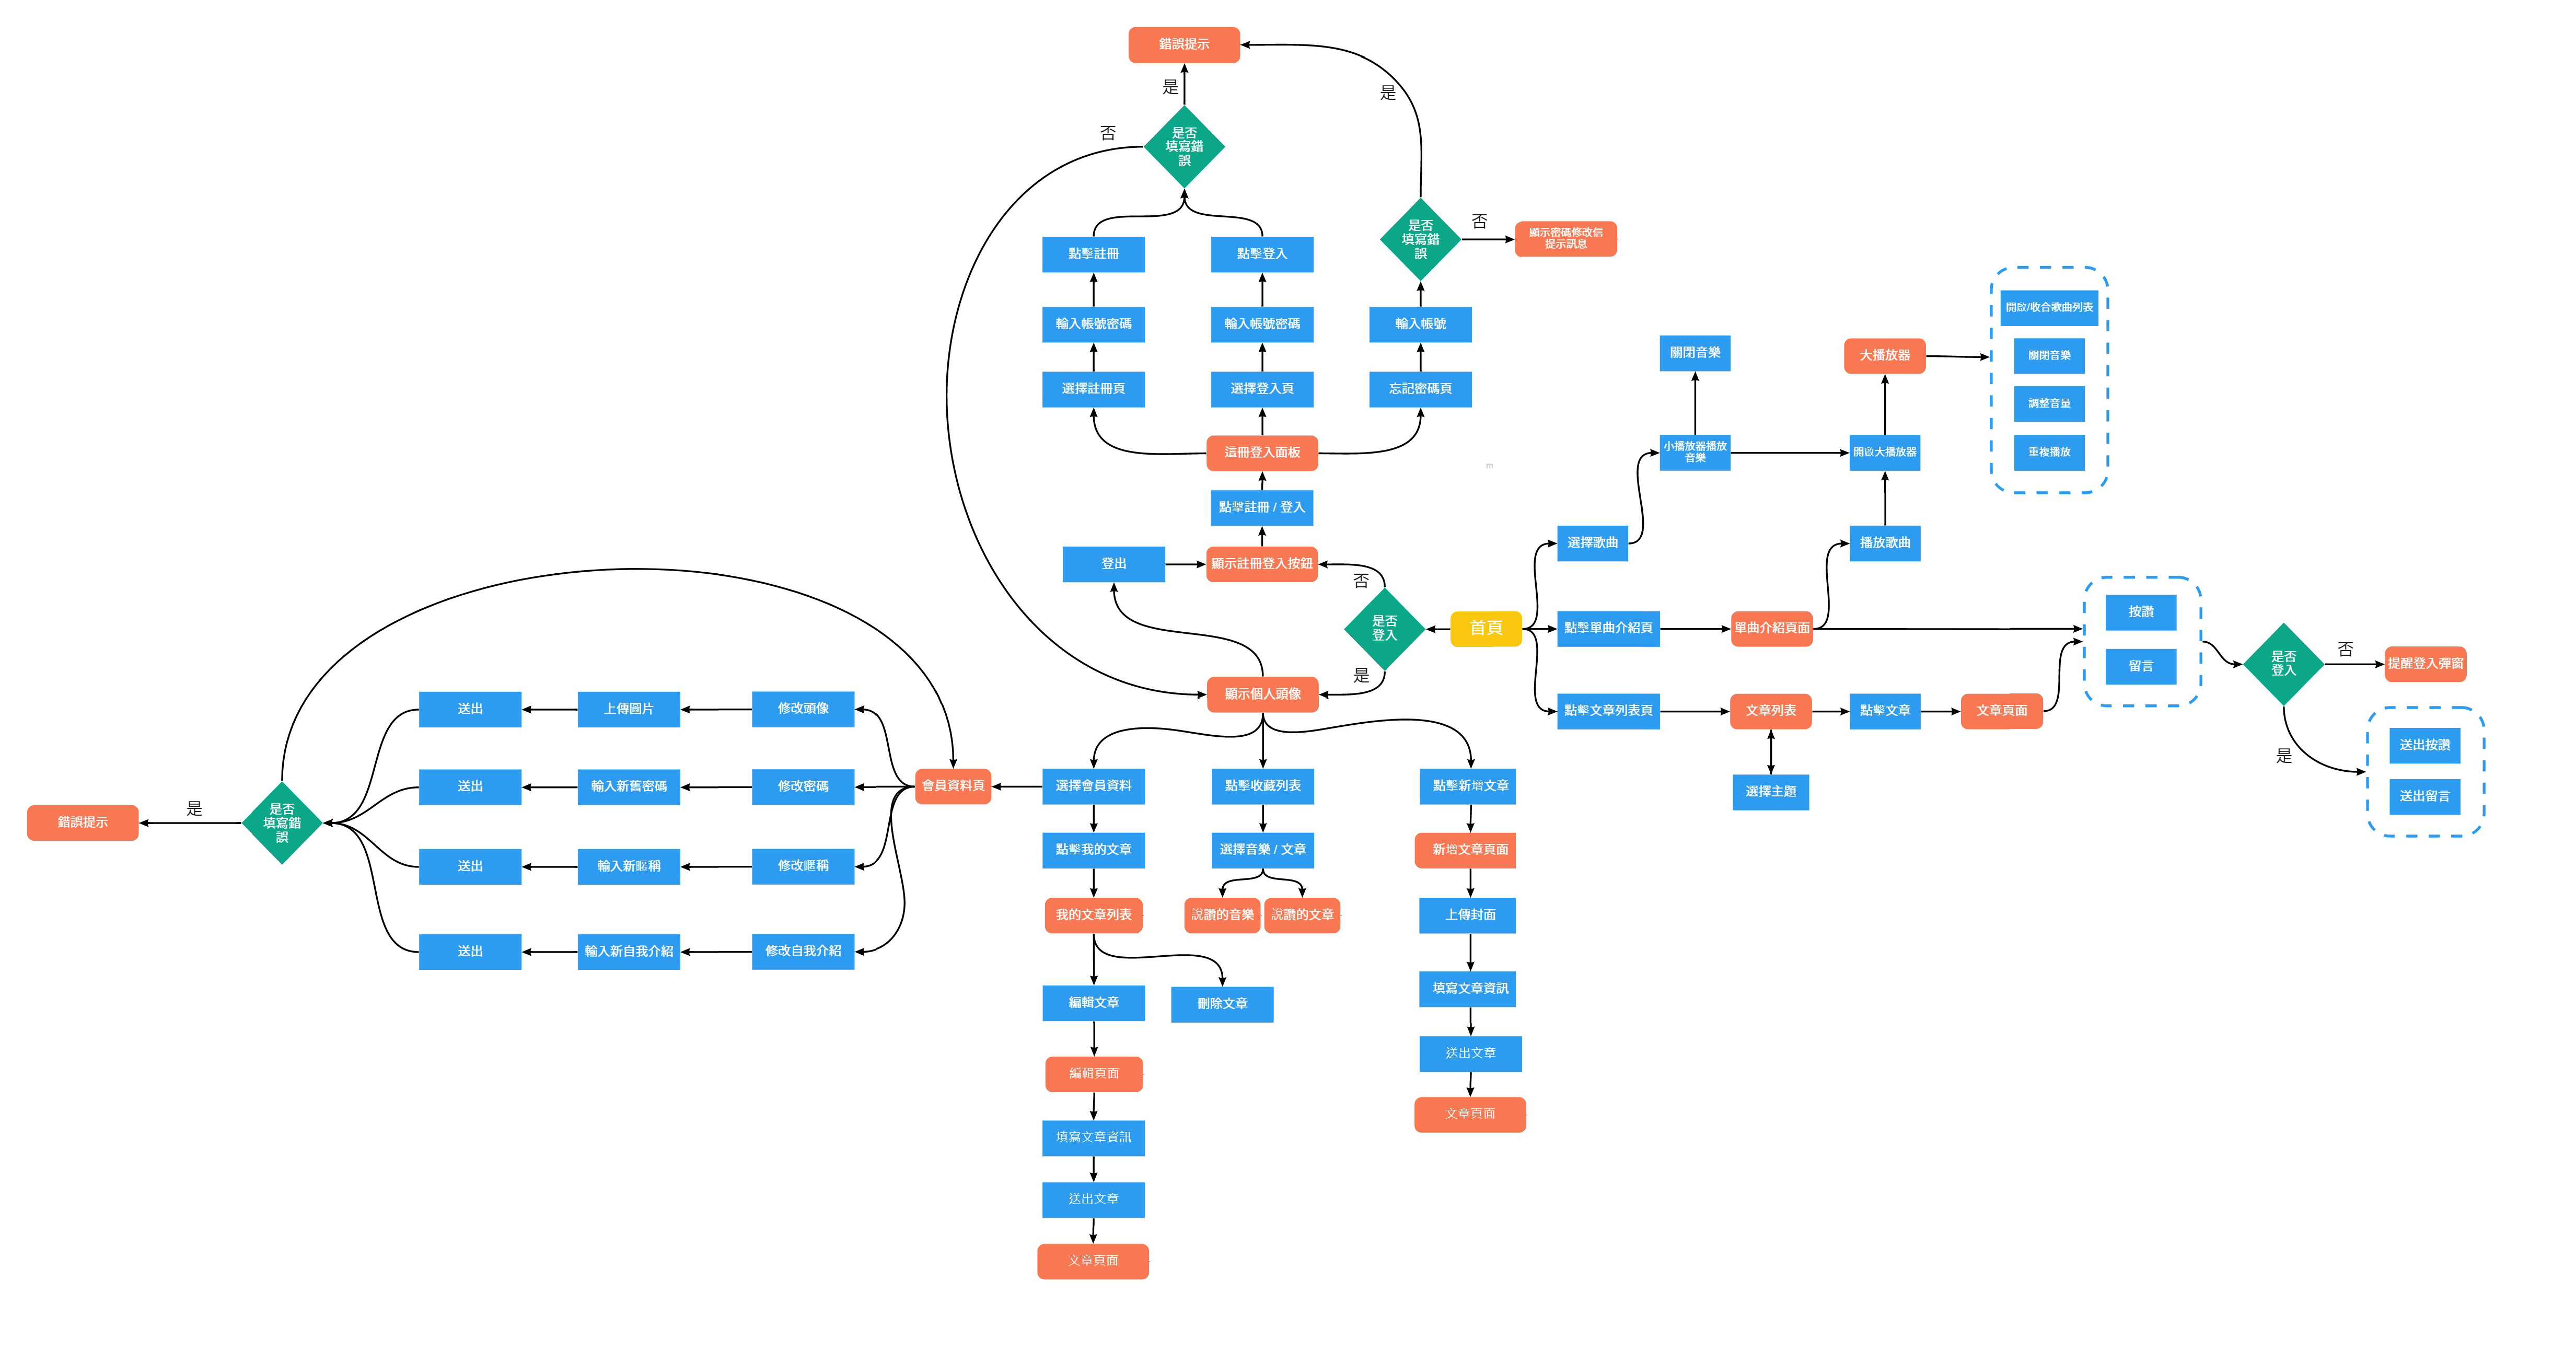 錯誤提示
是
是
否
是否
填寫錯
誤
是否
填寫錯
誤
否
顯示密碼修改信
提示訊息
點擊註冊
點擊登入
輸入帳號密碼
輸入帳號密碼
輸入帳號
選擇註冊頁
選擇登入頁
忘記密碼頁
這冊登入面板
點擊註冊 / 登入
登出
顯示註冊登入按鈕
否
是否
登入
是
首頁
顯示個人頭像
關閉音樂
大播放器
小播放器播放
音樂
開啟大播放器
選擇歌曲
播放歌曲
開啟/收合歌曲列表
關閉音樂
調整音量
重複播放
點擊單曲介紹頁
單曲介紹頁面
點擊文章列表頁
文章列表
點擊文章
文章頁面
選擇主題
按讚
留言
是否
登入
否
提醒登入彈窗
是
送出按讚
送出留言
送出
上傳圖片
修改頭像
送出
輸入新舊密碼
修改密碼
會員資料頁
錯誤提示
是
是否
填寫錯
誤
送出
輸入新暱稱
修改暱稱
送出
輸入新自我介紹
修改自我介紹
選擇會員資料
點擊收藏列表
點擊新增文章
點擊我的文章
選擇音樂 / 文章
新增文章頁面
我的文章列表
說讚的音樂
說讚的文章
上傳封面
編輯文章
刪除文章
填寫文章資訊
編輯頁面
送出文章
填寫文章資訊
文章頁面
送出文章
文章頁面
m